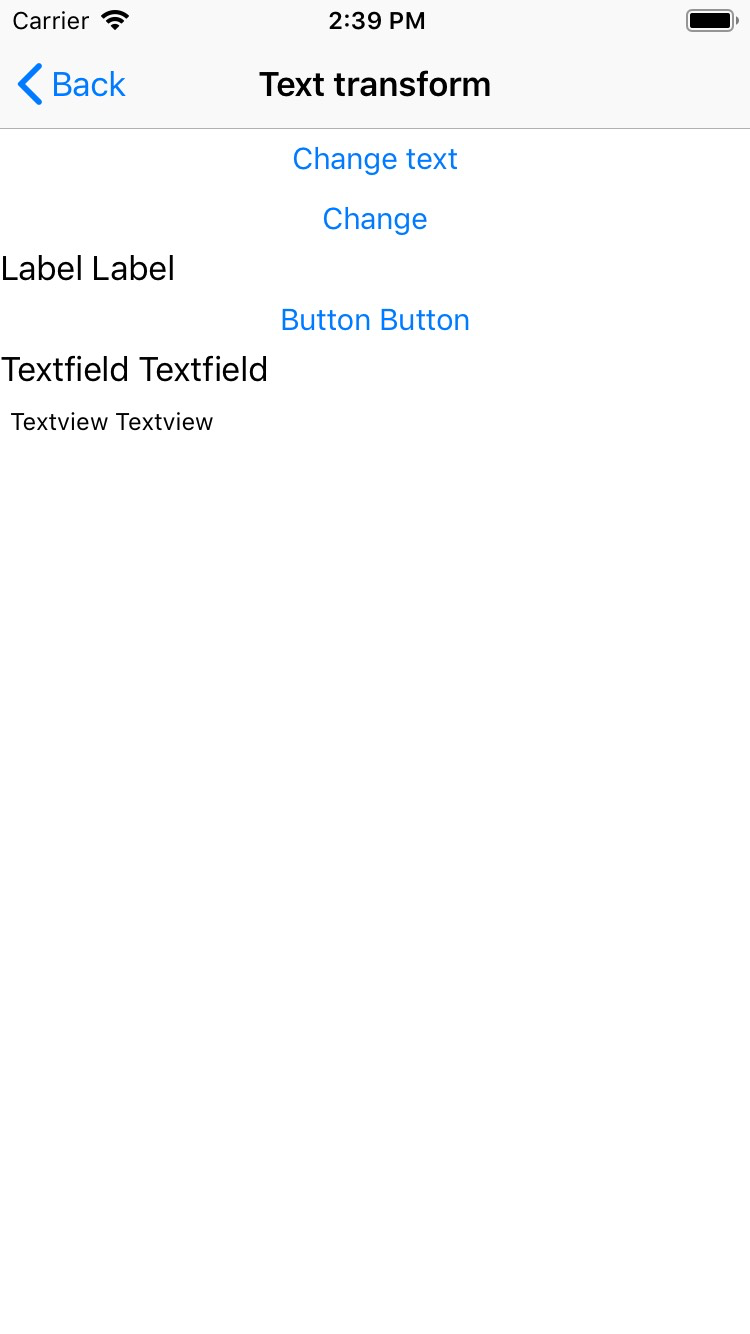 Carrier 2:39 PM
Back Text transform
Change text
Change
Label Label
Button Button
Textfield Textfield
Textview Textview